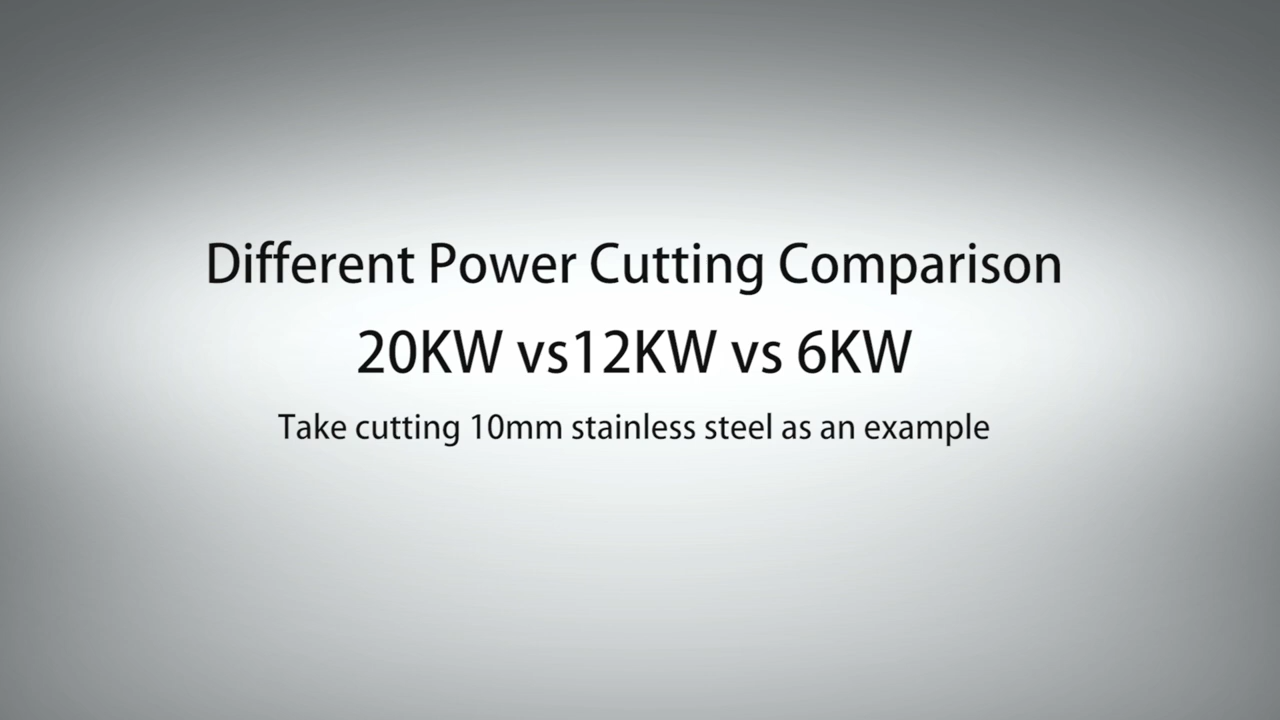 Different Power Cutting Comparison
20KW vs12KW vs 6KW
Take cutting 10mm stainless steel as an example